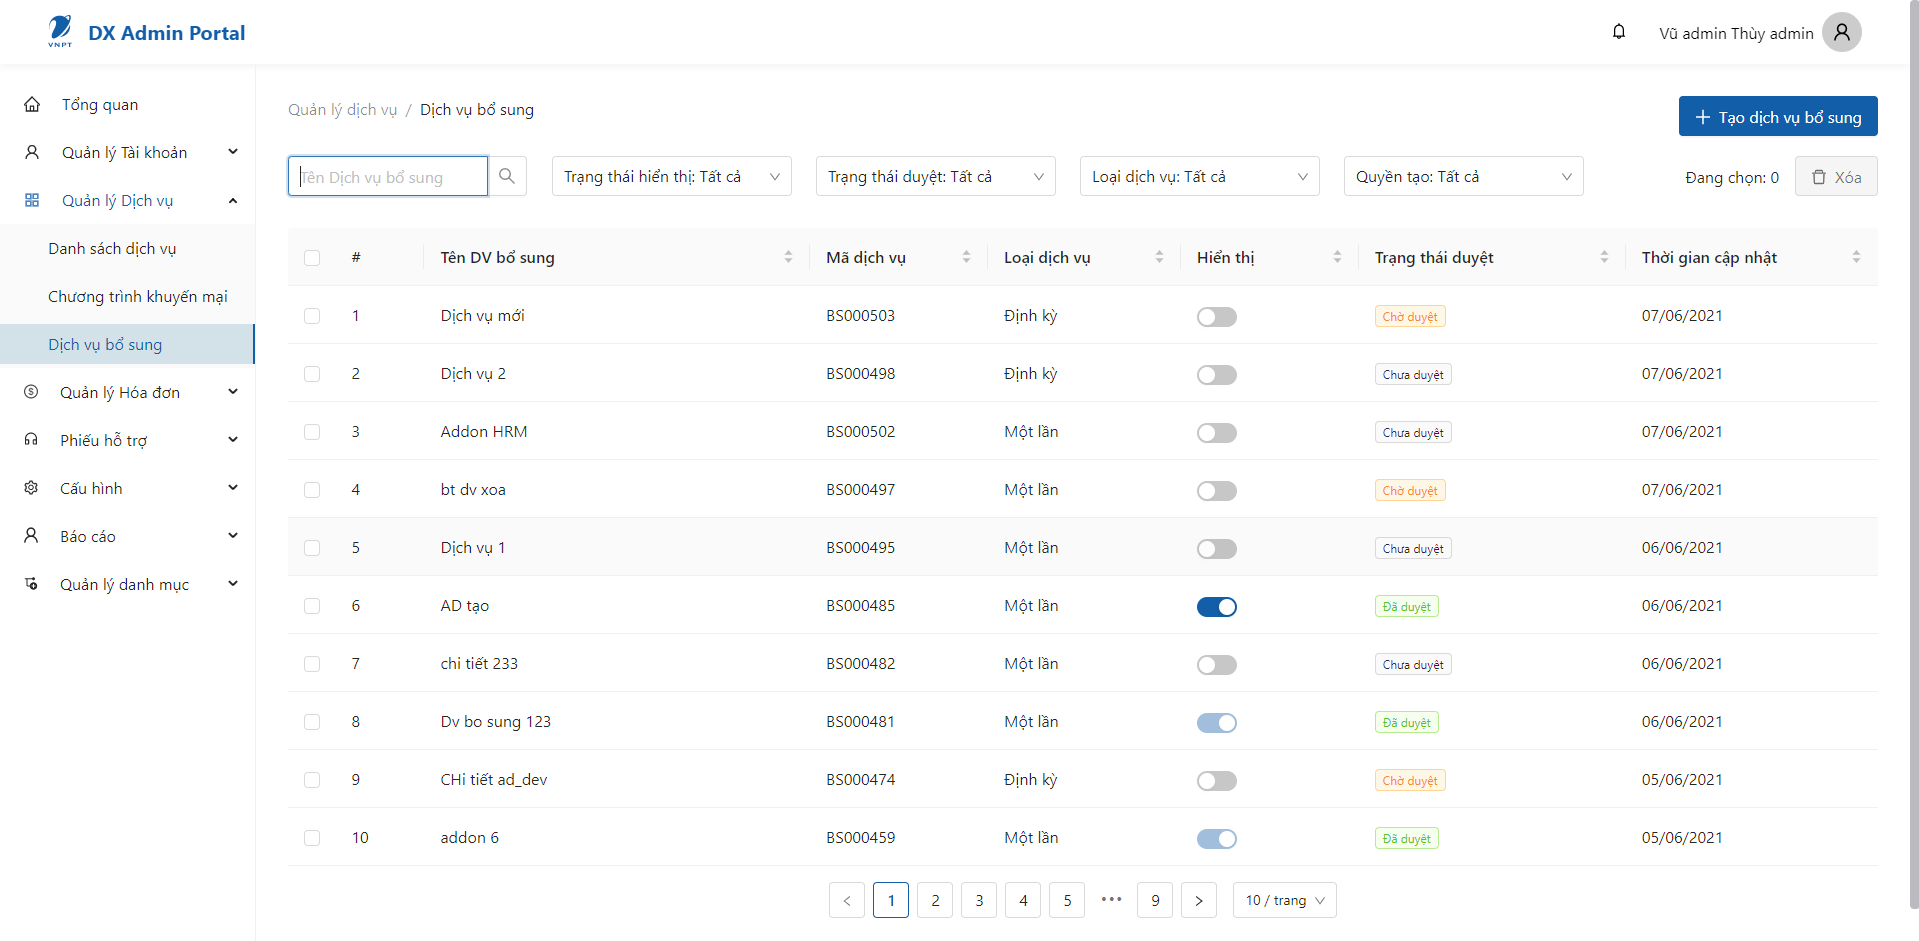 VNPT
DX Admin Portal
Vũ admin Thùy admin
Tổng quan
Quản lý Tài khoản
Quản lý Dịch vụ
Danh sách dịch vụ
Chương trình khuyến mại
Dịch vụ bổ sung
Quản lý Hóa đơn
Phiếu hỗ trợ
Cấu hình
Báo cáo
Quản lý danh mục
Quản lý dịch vụ / Dịch vụ bổ sung
+ Tạo dịch vụ bổ sung
Tên Dịch vụ bổ sung
Trạng thái hiển thị: Tất cả
Trạng thái duyệt: Tất cả
Loại dịch vụ: Tất cả
Quyền tạo: Tất cả
Đang chọn: 0
Xóa
# Tên DV bổ sung Mã dịch vụ Loại dịch vụ Hiển thị Trạng thái duyệt Thời gian cập nhật
1 Dịch vụ mới BS000503 Định kỳ Chờ duyệt 07/06/2021
2 Dịch vụ 2 BS000498 Định kỳ Chưa duyệt 07/06/2021
3 Addon HRM BS000502 Một lần Chưa duyệt 07/06/2021
4 bt dv xoa BS000497 Một lần Chờ duyệt 07/06/2021
5 Dịch vụ 1 BS000495 Một lần Chưa duyệt 06/06/2021
6 AD tạo BS000485 Một lần Đã duyệt 06/06/2021
7 chi tiết 233 BS000482 Một lần Chưa duyệt 06/06/2021
8 Dv bo sung 123 BS000481 Một lần Đã duyệt 06/06/2021
9 CHi tiết ad_dev BS000474 Định kỳ Chờ duyệt 05/06/2021
10 addon 6 BS000459 Một lần Đã duyệt 05/06/2021
< 1 2 3 4 5 ••• 9 > 10 / trang